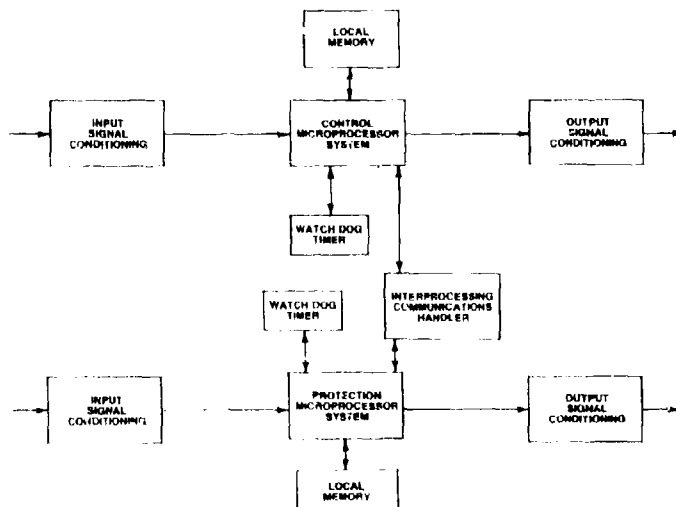 LOCAL
MEMORY
INPUT
SIGNAL
CONDITIONING
CONTROL
MICROPROCESSOR
SYSTEM
OUTPUT
SIGNAL
CONDITIONING
WATCH DOG
TIMER
WATCH DOG
TIMER
INTERPROCESSING
COMMUNICATIONS
HANDLER
INPUT
SIGNAL
CONDITIONING
PROTECTION
MICROPROCESSOR
SYSTEM
OUTPUT
SIGNAL
CONDITIONING
LOCAL
MEMORY